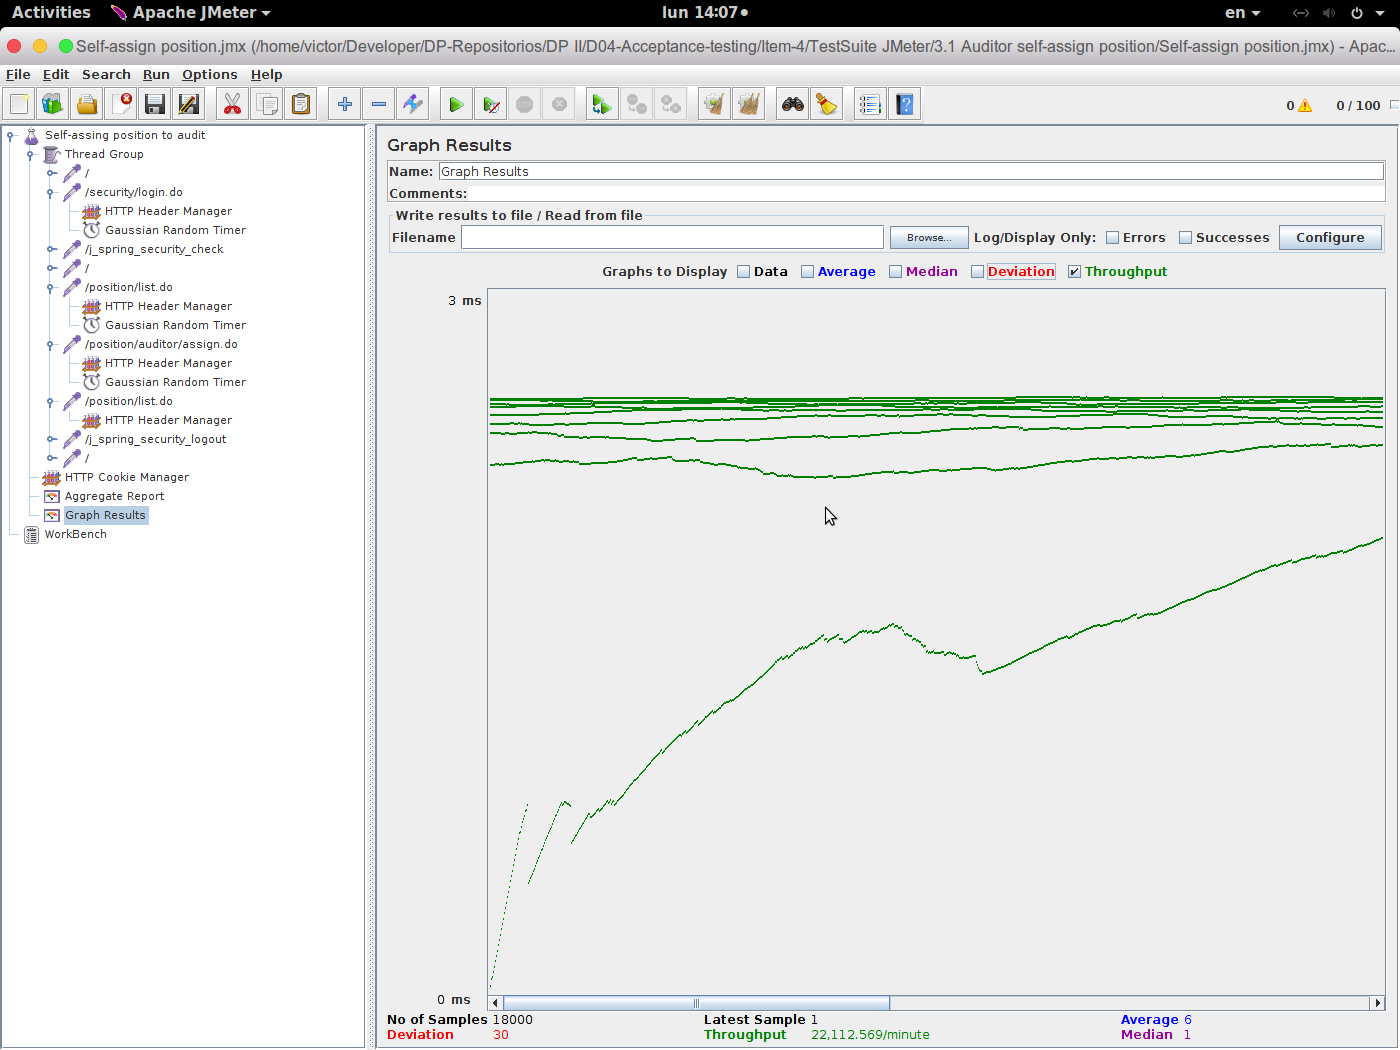 Activities Apache JMeter lun 14:07 en
Self-assign position.jmx (/home/victor/Developer/DP-Repositorios/DP II/D04-Acceptance-testing/Item-4/TestSuite JMeter/3.1 Auditor self-assign position/Self-assign position.jmx) - Apac...
File Edit Search Run Options Help
0 0 / 100
Self-assing position to audit
Thread Group
/
/security/login.do
HTTP Header Manager
Gaussian Random Timer
/j_spring_security_check
/
/position/list.do
HTTP Header Manager
Gaussian Random Timer
/position/auditor/assign.do
HTTP Header Manager
Gaussian Random Timer
/position/list.do
HTTP Header Manager
/j_spring_security_logout
/
HTTP Cookie Manager
Aggregate Report
Graph Results
WorkBench
Graph Results
Name: Graph Results
Comments:
Write results to file / Read from file
Filename Browse... Log/Display Only: Errors Successes Configure
Graphs to Display Data Average Median Deviation Throughput
3 ms
0 ms
No of Samples 18000 Latest Sample 1 Average 6
Deviation 30 Throughput 22,112.569/minute Median 1